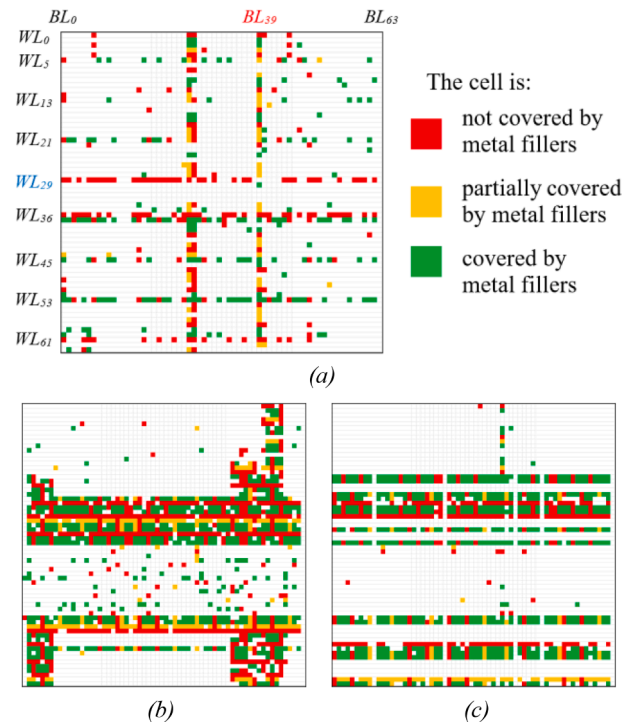 BL0 BL39 BL63
WL0
WL5
WL13
WL21
WL29
WL36
WL45
WL53
WL61
The cell is:
not covered by
metal fillers
partially covered
by metal fillers
covered by
metal fillers
(a)
(b) (c)